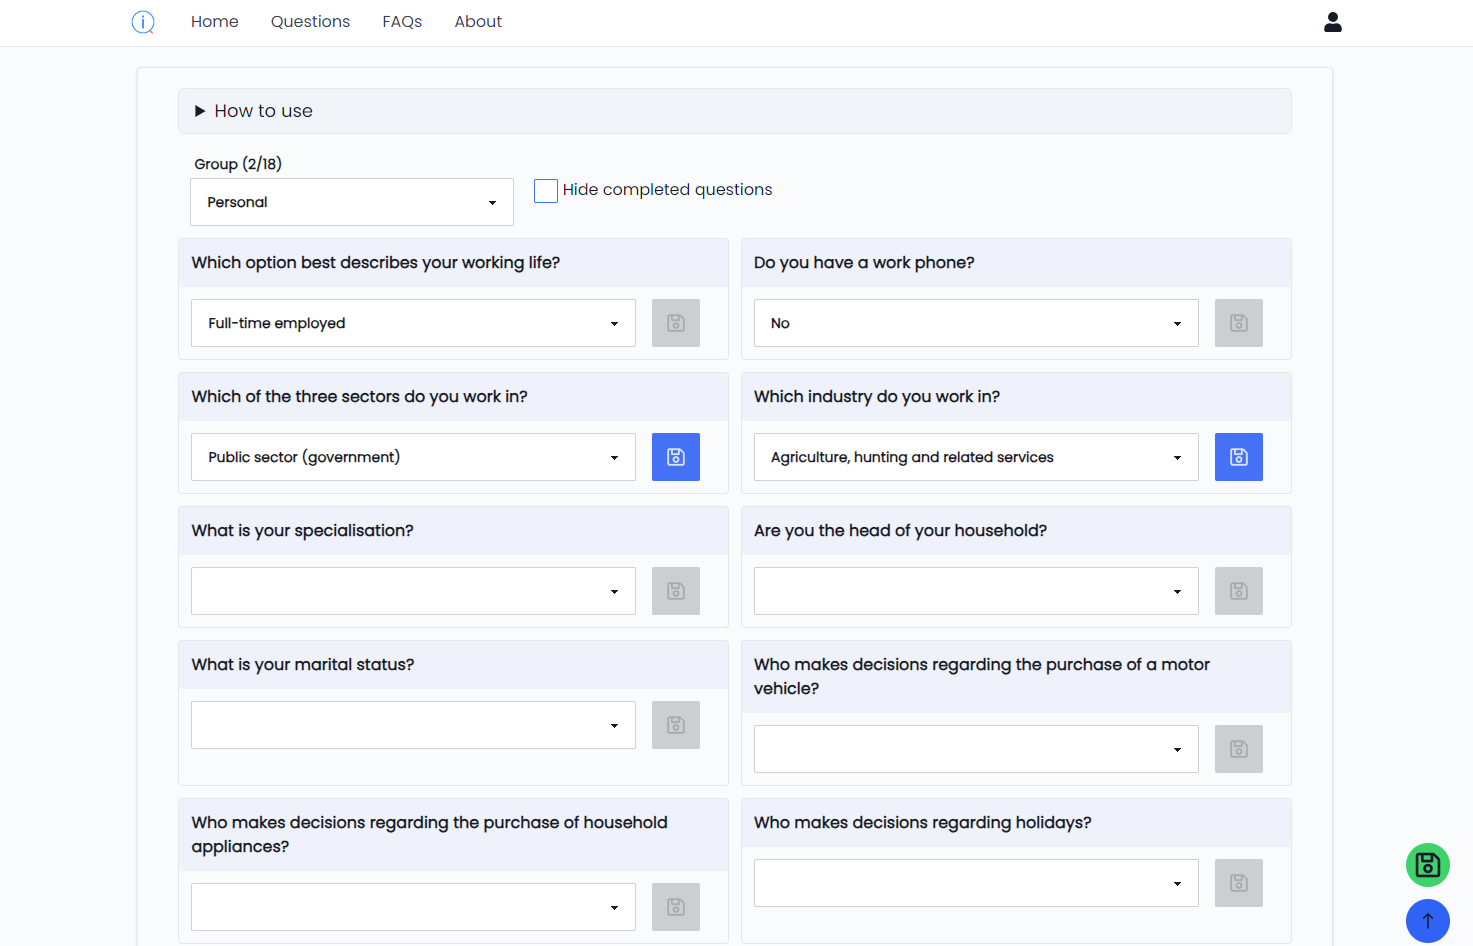 Home Questions FAQs About
How to use
Group (2/18)
Personal
Hide completed questions
Which option best describes your working life?
Full-time employed
Do you have a work phone?
No
Which of the three sectors do you work in?
Public sector (government)
Which industry do you work in?
Agriculture, hunting and related services
What is your specialisation?
Are you the head of your household?
What is your marital status?
Who makes decisions regarding the purchase of a motor
vehicle?
Who makes decisions regarding the purchase of household
appliances?
Who makes decisions regarding holidays?